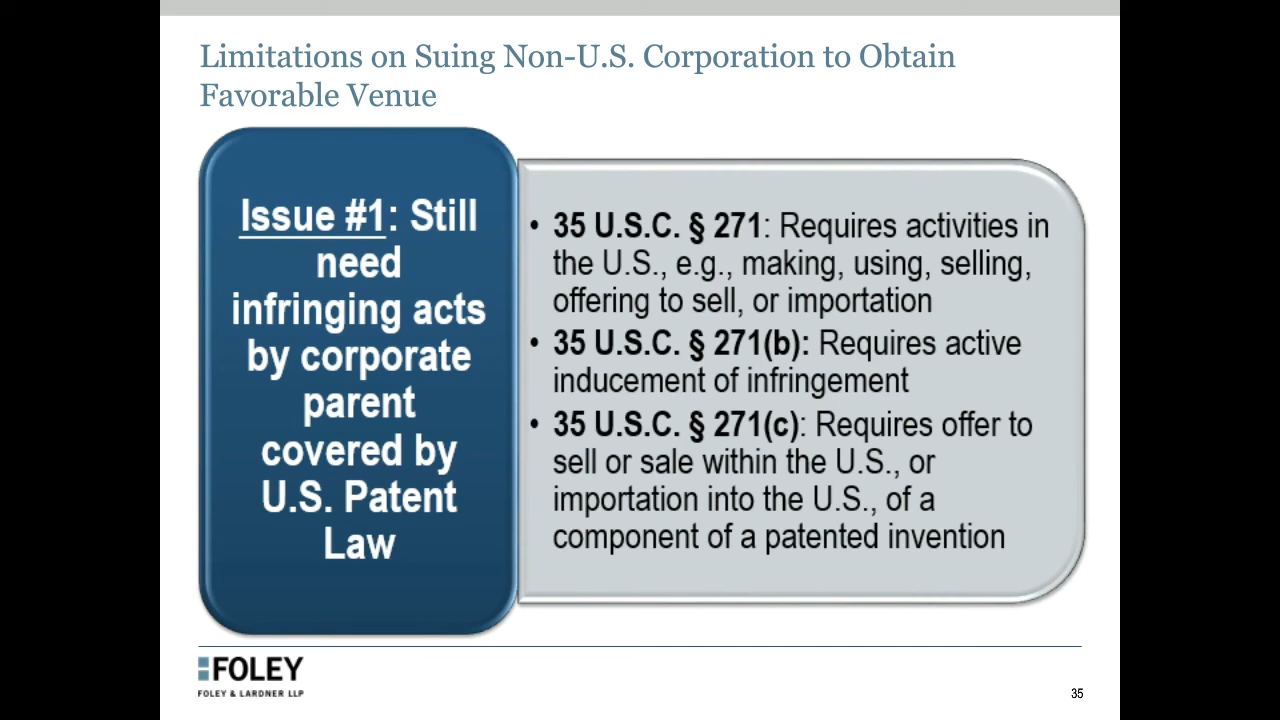 Limitations on Suing Non-U.S. Corporation to Obtain
Favorable Venue
Issue #1: Still
need
infringing acts
by corporate
parent
covered by
U.S. Patent
Law
• 35 U.S.C. § 271: Requires activities in
the U.S., e.g., making, using, selling,
offering to sell, or importation
• 35 U.S.C. § 271(b): Requires active
inducement of infringement
• 35 U.S.C. § 271(c): Requires offer to
sell or sale within the U.S., or
importation into the U.S., of a
component of a patented invention
FOLEY
FOLEY & LARDNER LLP
35